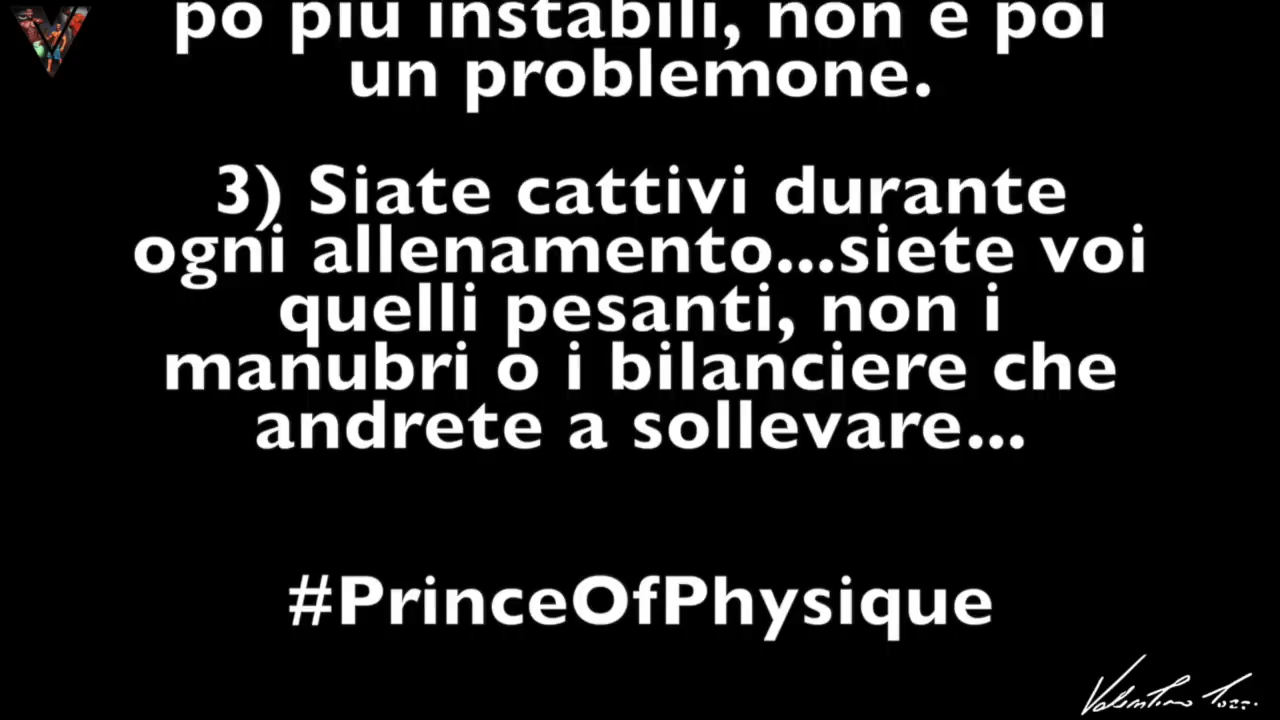 po più instabili, non è poi
un problemone.
3) Siate cattivi durante
ogni allenamento...siete voi
quelli pesanti, non i
manubri o i bilanciere che
andrete a sollevare...
#PrinceOfPhysique
Valentino